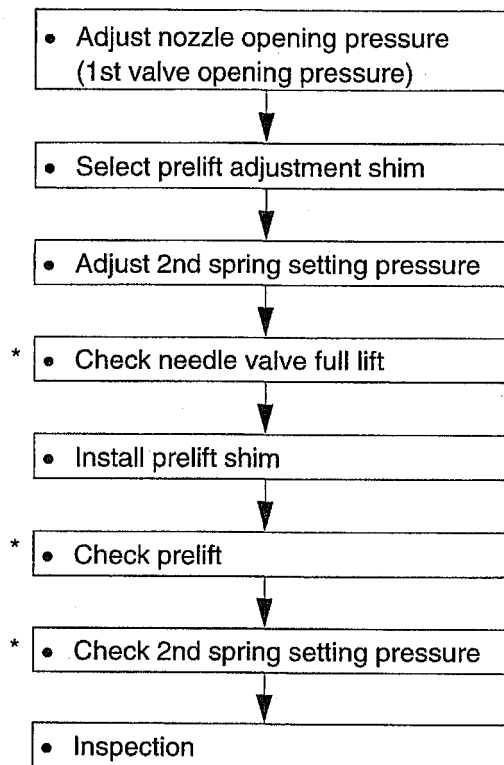 • Adjust nozzle opening pressure
(1st valve opening pressure)
• Select prelift adjustment shim
• Adjust 2nd spring setting pressure
* • Check needle valve full lift
• Install prelift shim
* • Check prelift
* • Check 2nd spring setting pressure
• Inspection